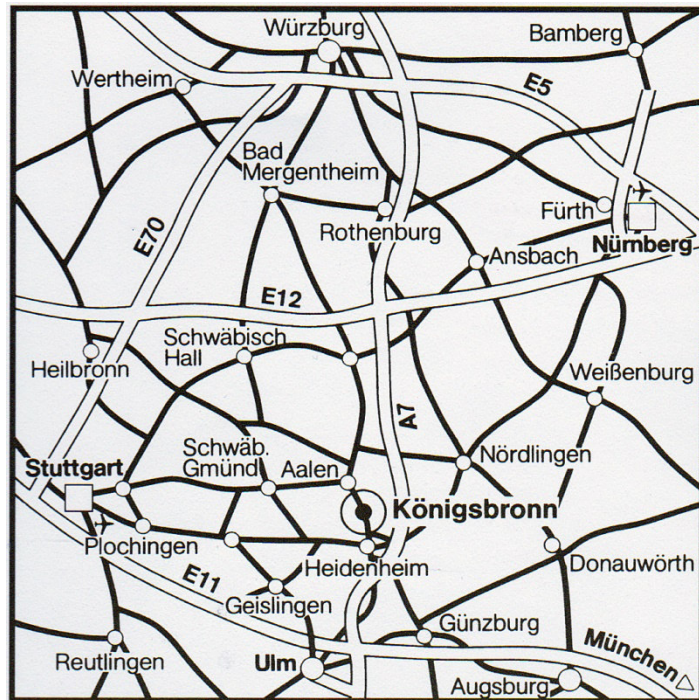 Würzburg
Bamberg
Wertheim
E5
Bad
Mergentheim
Fürth
Rothenburg
Nürnberg
E70
Ansbach
E12
Schwäbisch
Hall
Heilbronn
Weißenburg
A7
Schwäb.
Gmünd
Aalen
Nördlingen
Stuttgart
Königsbronn
Plochingen
Heidenheim
Donauwörth
E11
Geislingen
Günzburg
Reutlingen
Ulm
München
Augsburg